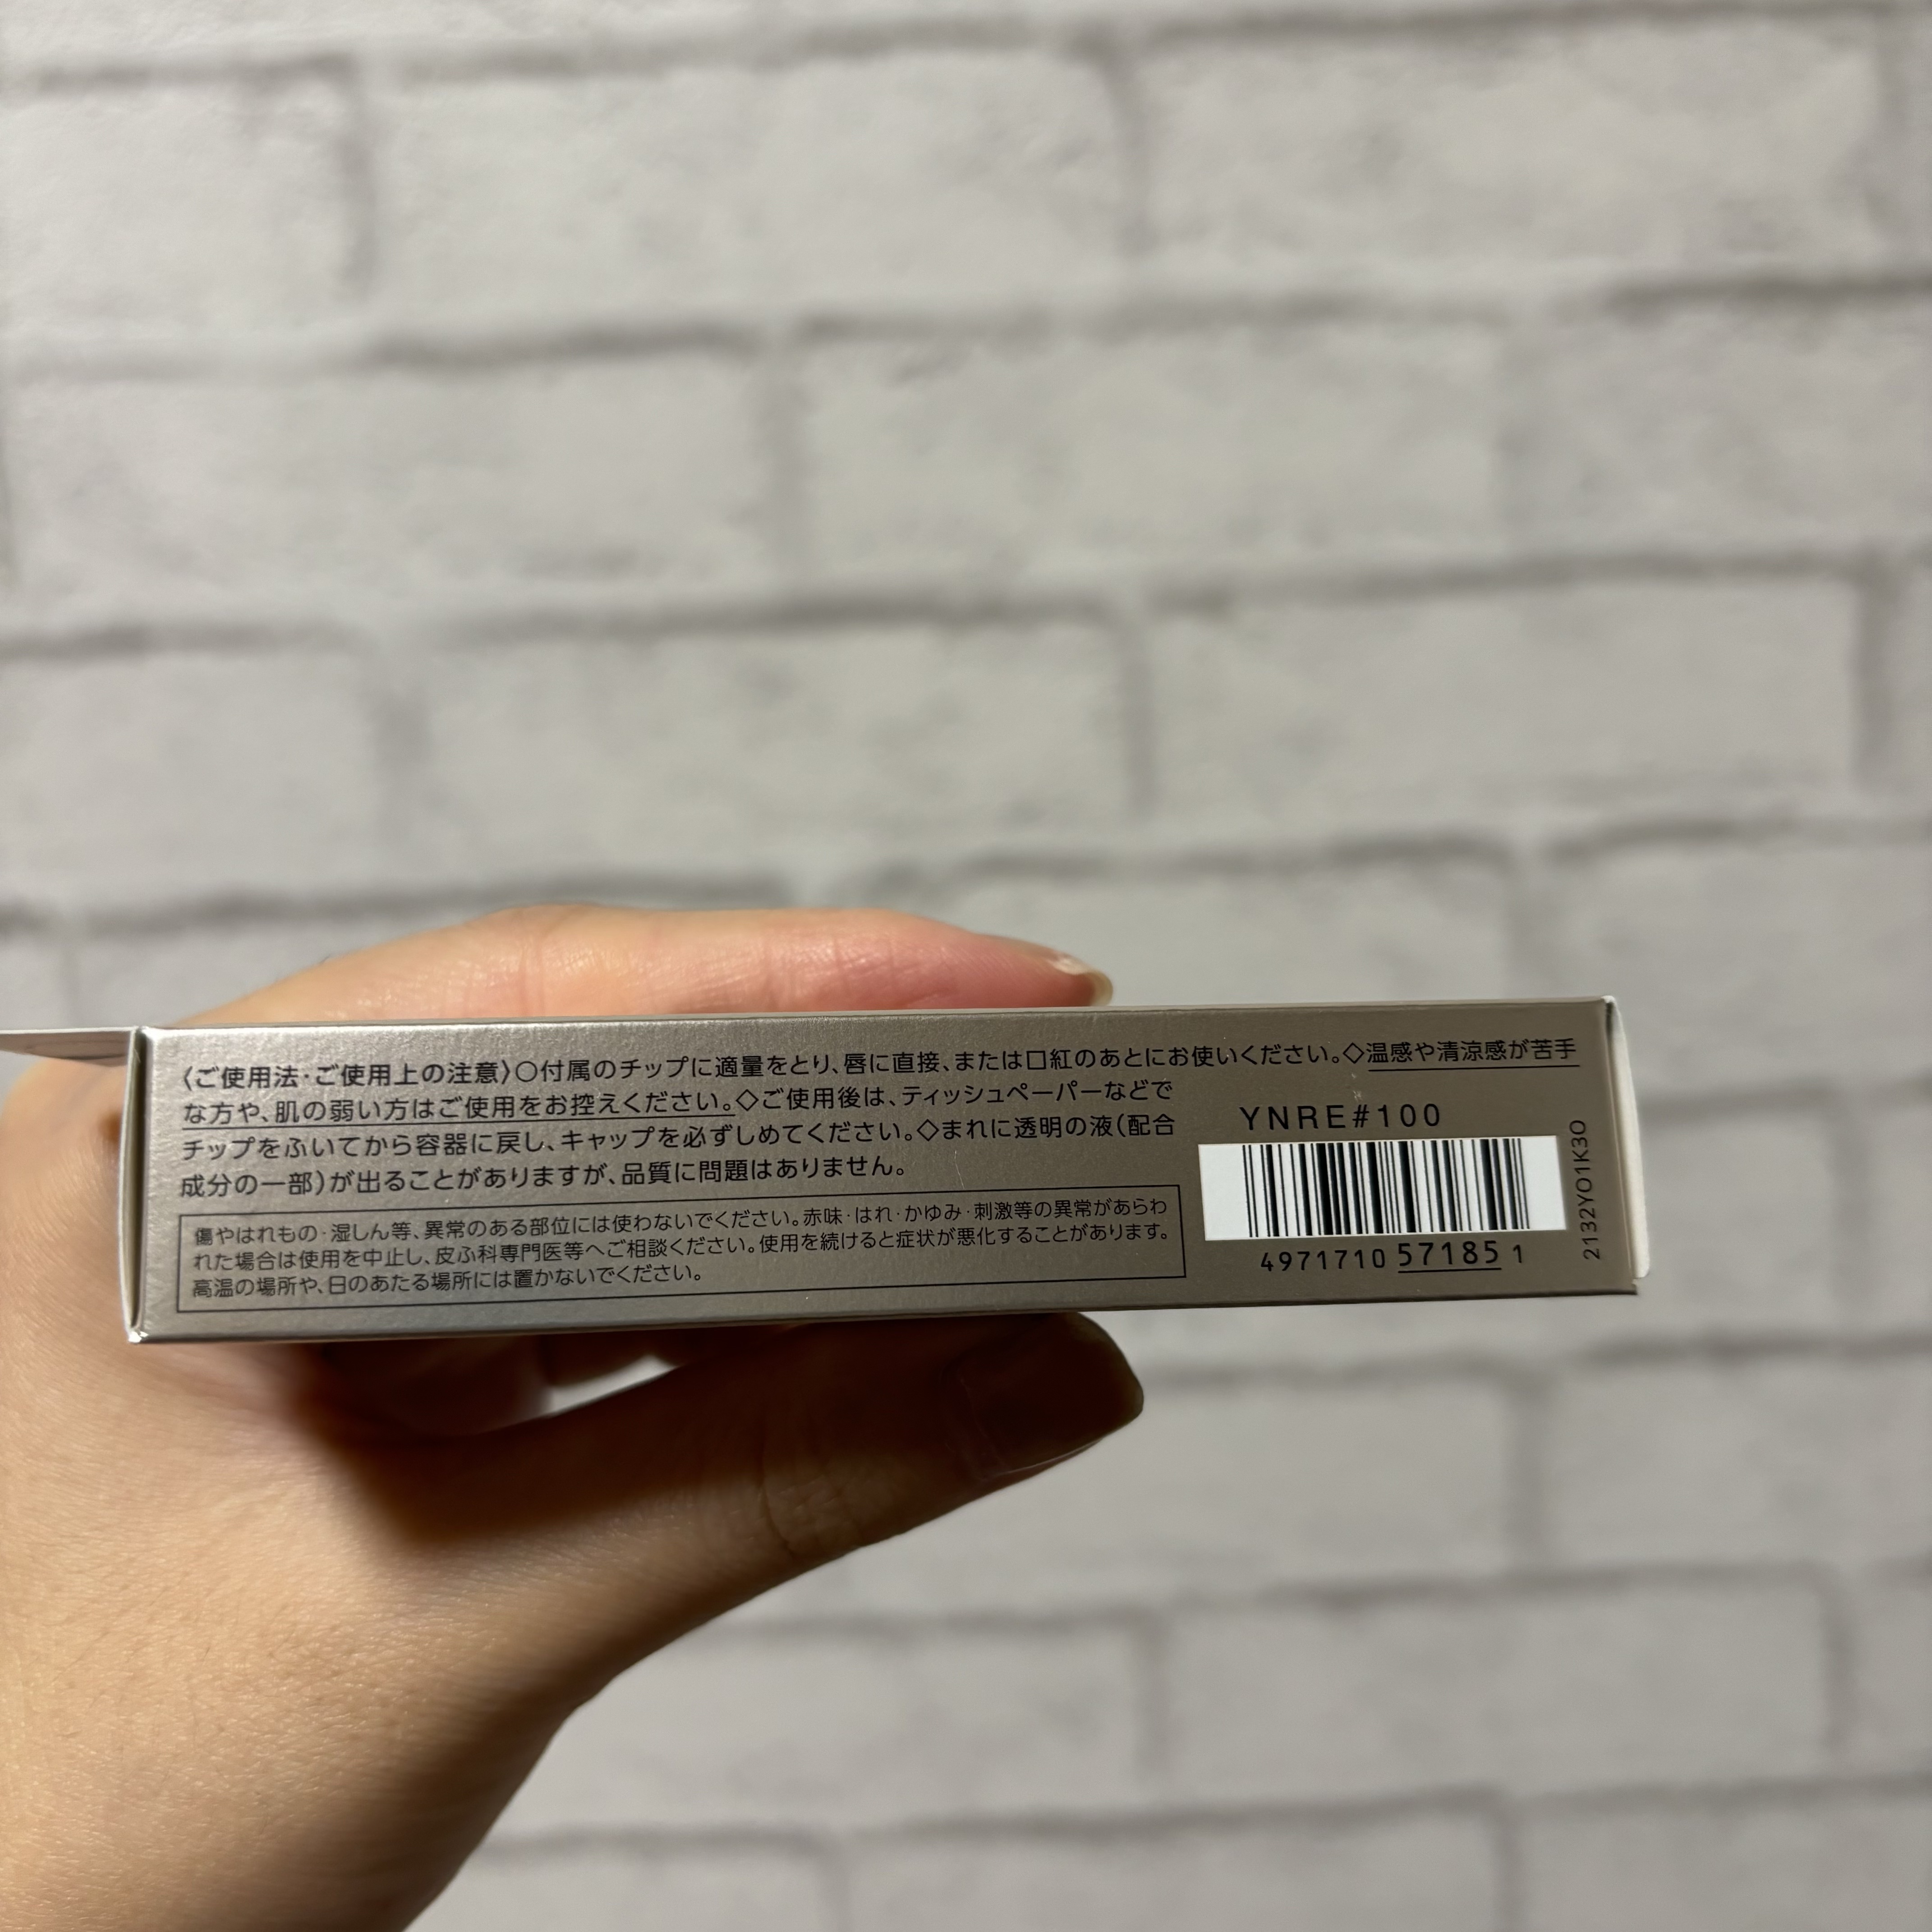 〈ご使用法・ご使用上の注意〉○付属のチップに適量をとり、唇に直接、または口紅のあとにお使いください。◇温感や清涼感が苦手
な方や、肌の弱い方はご使用をお控えください。◇ご使用後は、ティッシュペーパーなどで
チップをふいてから容器に戻し、キャップを必ずしめてください。◇まれに透明の液(配合
成分の一部)が出ることがありますが、品質に問題はありません。
傷やはれもの・湿しん等、異常のある部位には使わないでください。赤味・はれ・かゆみ・刺激等の異常があらわ
れた場合は使用を中止し、皮ふ科専門医等へご相談ください。使用を続けると症状が悪化することがあります。
高温の場所や、日のあたる場所には置かないでください。
YNRE#100
4971710 57185 1
2132YO1K3O